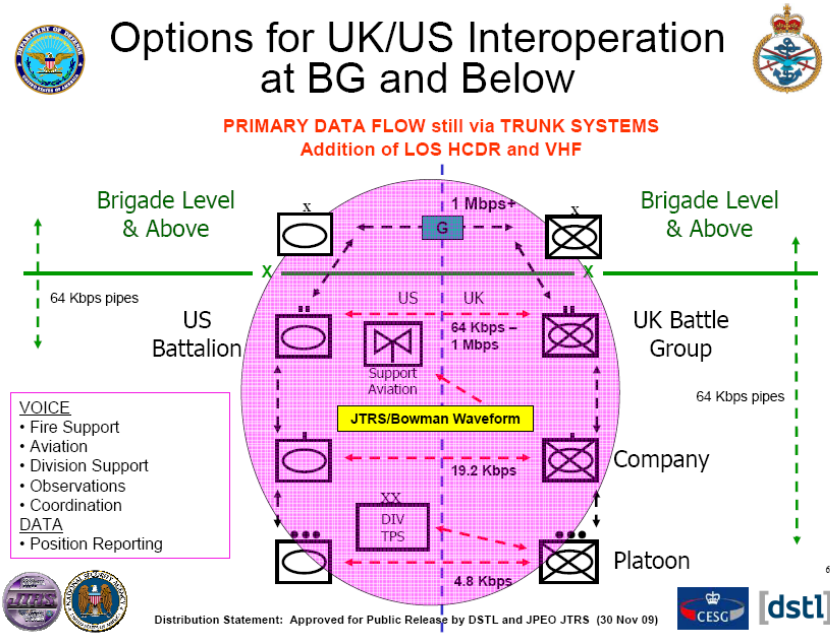 Options for UK/US Interoperation
at BG and Below
PRIMARY DATA FLOW still via TRUNK SYSTEMS
Addition of LOS HCDR and VHF
Brigade Level
& Above
x
1 Mbps+
G
x
Brigade Level
& Above
X
X
64 Kbps pipes
US
UK
US
Battalion
64 Kbps –
1 Mbps
UK Battle
Group
Support
Aviation
64 Kbps pipes
JTRS/Bowman Waveform
VOICE
• Fire Support
• Aviation
• Division Support
• Observations
• Coordination
DATA
• Position Reporting
19.2 Kbps
Company
XX
DIV
TPS
4.8 Kbps
Platoon
6
JTRS
CESG
[dstl]
Distribution Statement: Approved for Public Release by DSTL and JPEO JTRS (30 Nov 09)